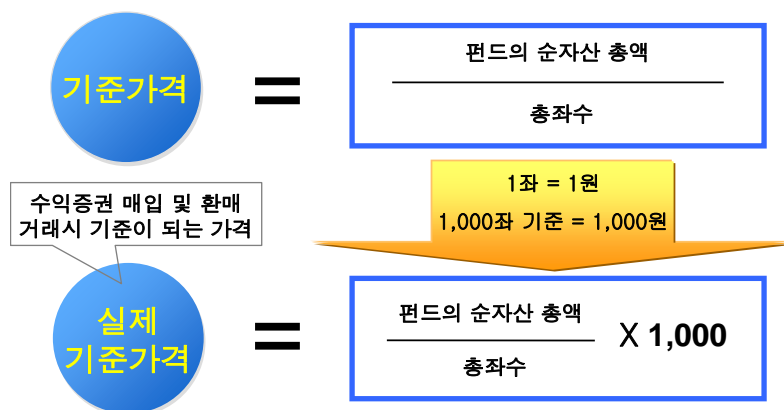 기준가격
=
펀드의 순자산 총액
총좌수
1좌 = 1원
1,000좌 기준 = 1,000원
수익증권 매입 및 환매
거래시 기준이 되는 가격
실제
기준가격
=
펀드의 순자산 총액
총좌수
X 1,000